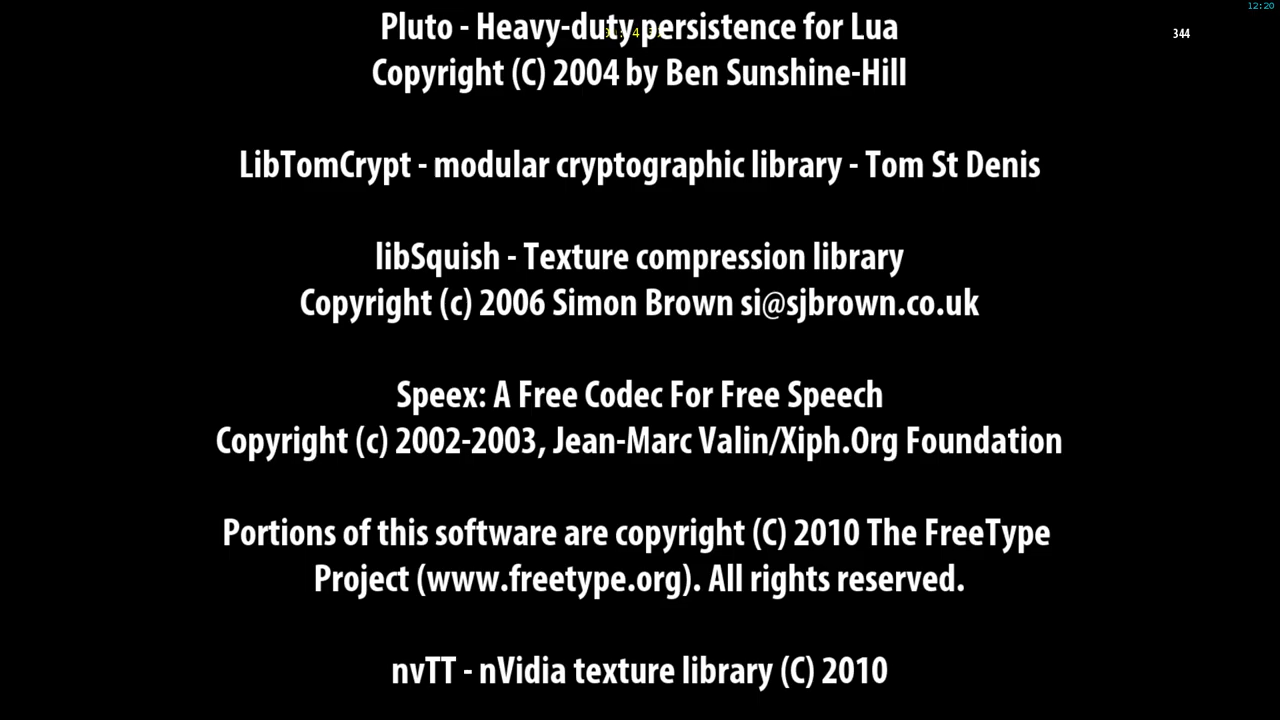 12:20
Pluto - Heavy-duty persistence for Lua
344
Copyright (C) 2004 by Ben Sunshine-Hill
LibTomCrypt - modular cryptographic library - Tom St Denis
libSquish - Texture compression library
Copyright (c) 2006 Simon Brown si@sjbrown.co.uk
Speex: A Free Codec For Free Speech
Copyright (c) 2002-2003, Jean-Marc Valin/Xiph.Org Foundation
Portions of this software are copyright (C) 2010 The FreeType
Project (www.freetype.org). All rights reserved.
nvTT - nVidia texture library (C) 2010